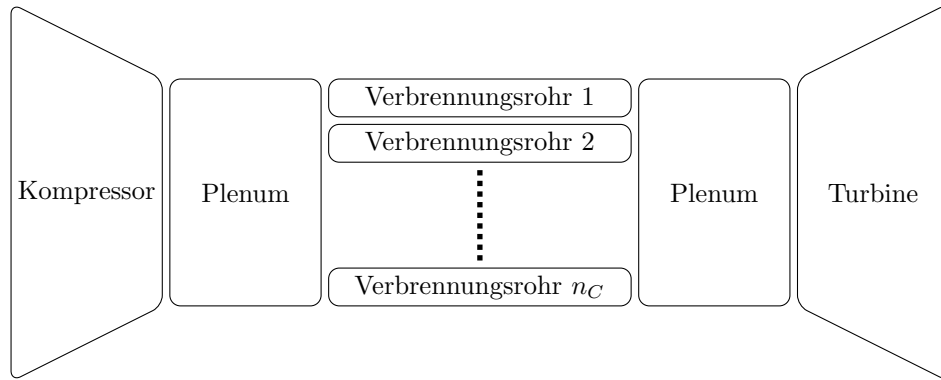 Verbrennungsrohr 1
Verbrennungsrohr 2
Kompressor
Plenum
Plenum
Turbine
Verbrennungsrohr n_C